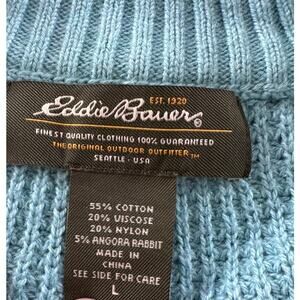 EST. 1920
Eddie Bauer®
FINEST QUALITY CLOTHING 100% GUARANTEED
THE ORIGINAL OUTDOOR OUTFITTER™
SEATTLE · USA
55% COTTON
20% VISCOSE
20% NYLON
5% ANGORA RABBIT
MADE IN
CHINA
SEE SIDE FOR CARE
L